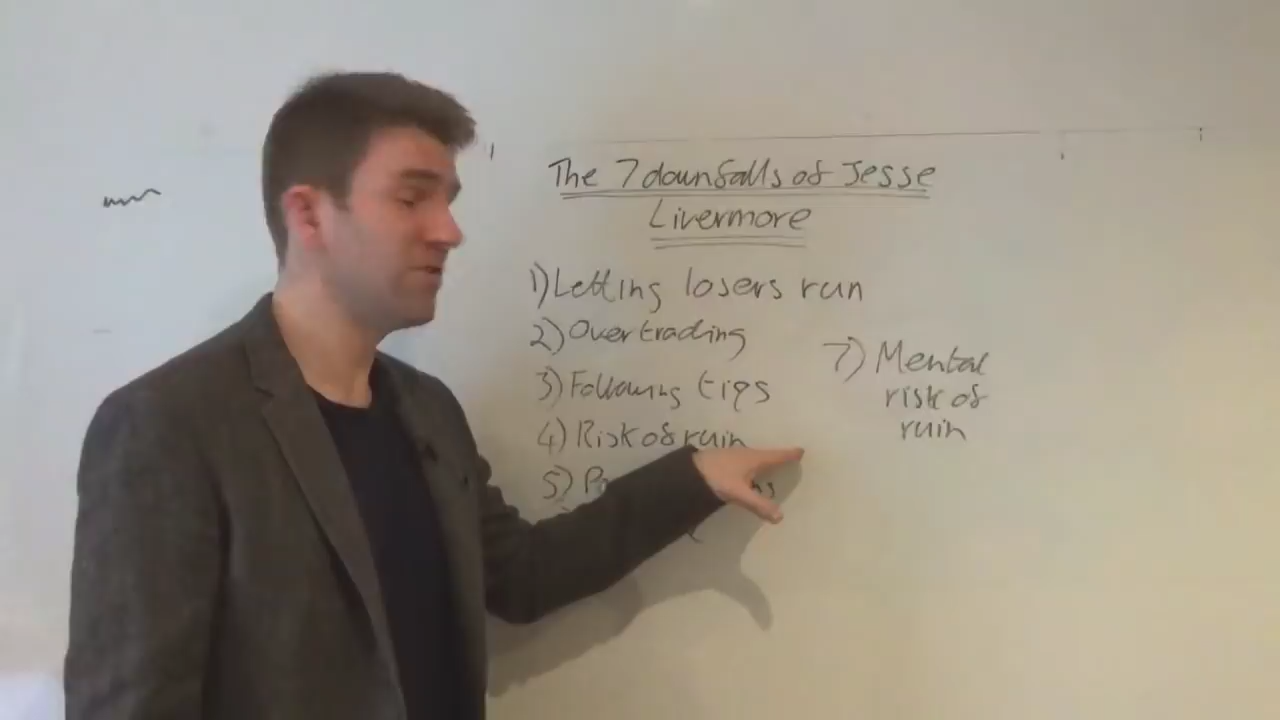 The 7 downfalls of Jesse
Livermore
1) Letting losers run
2) Overtrading
3) Following tips
4) Risk of ruin
5)
7) Mental
risk of
ruin